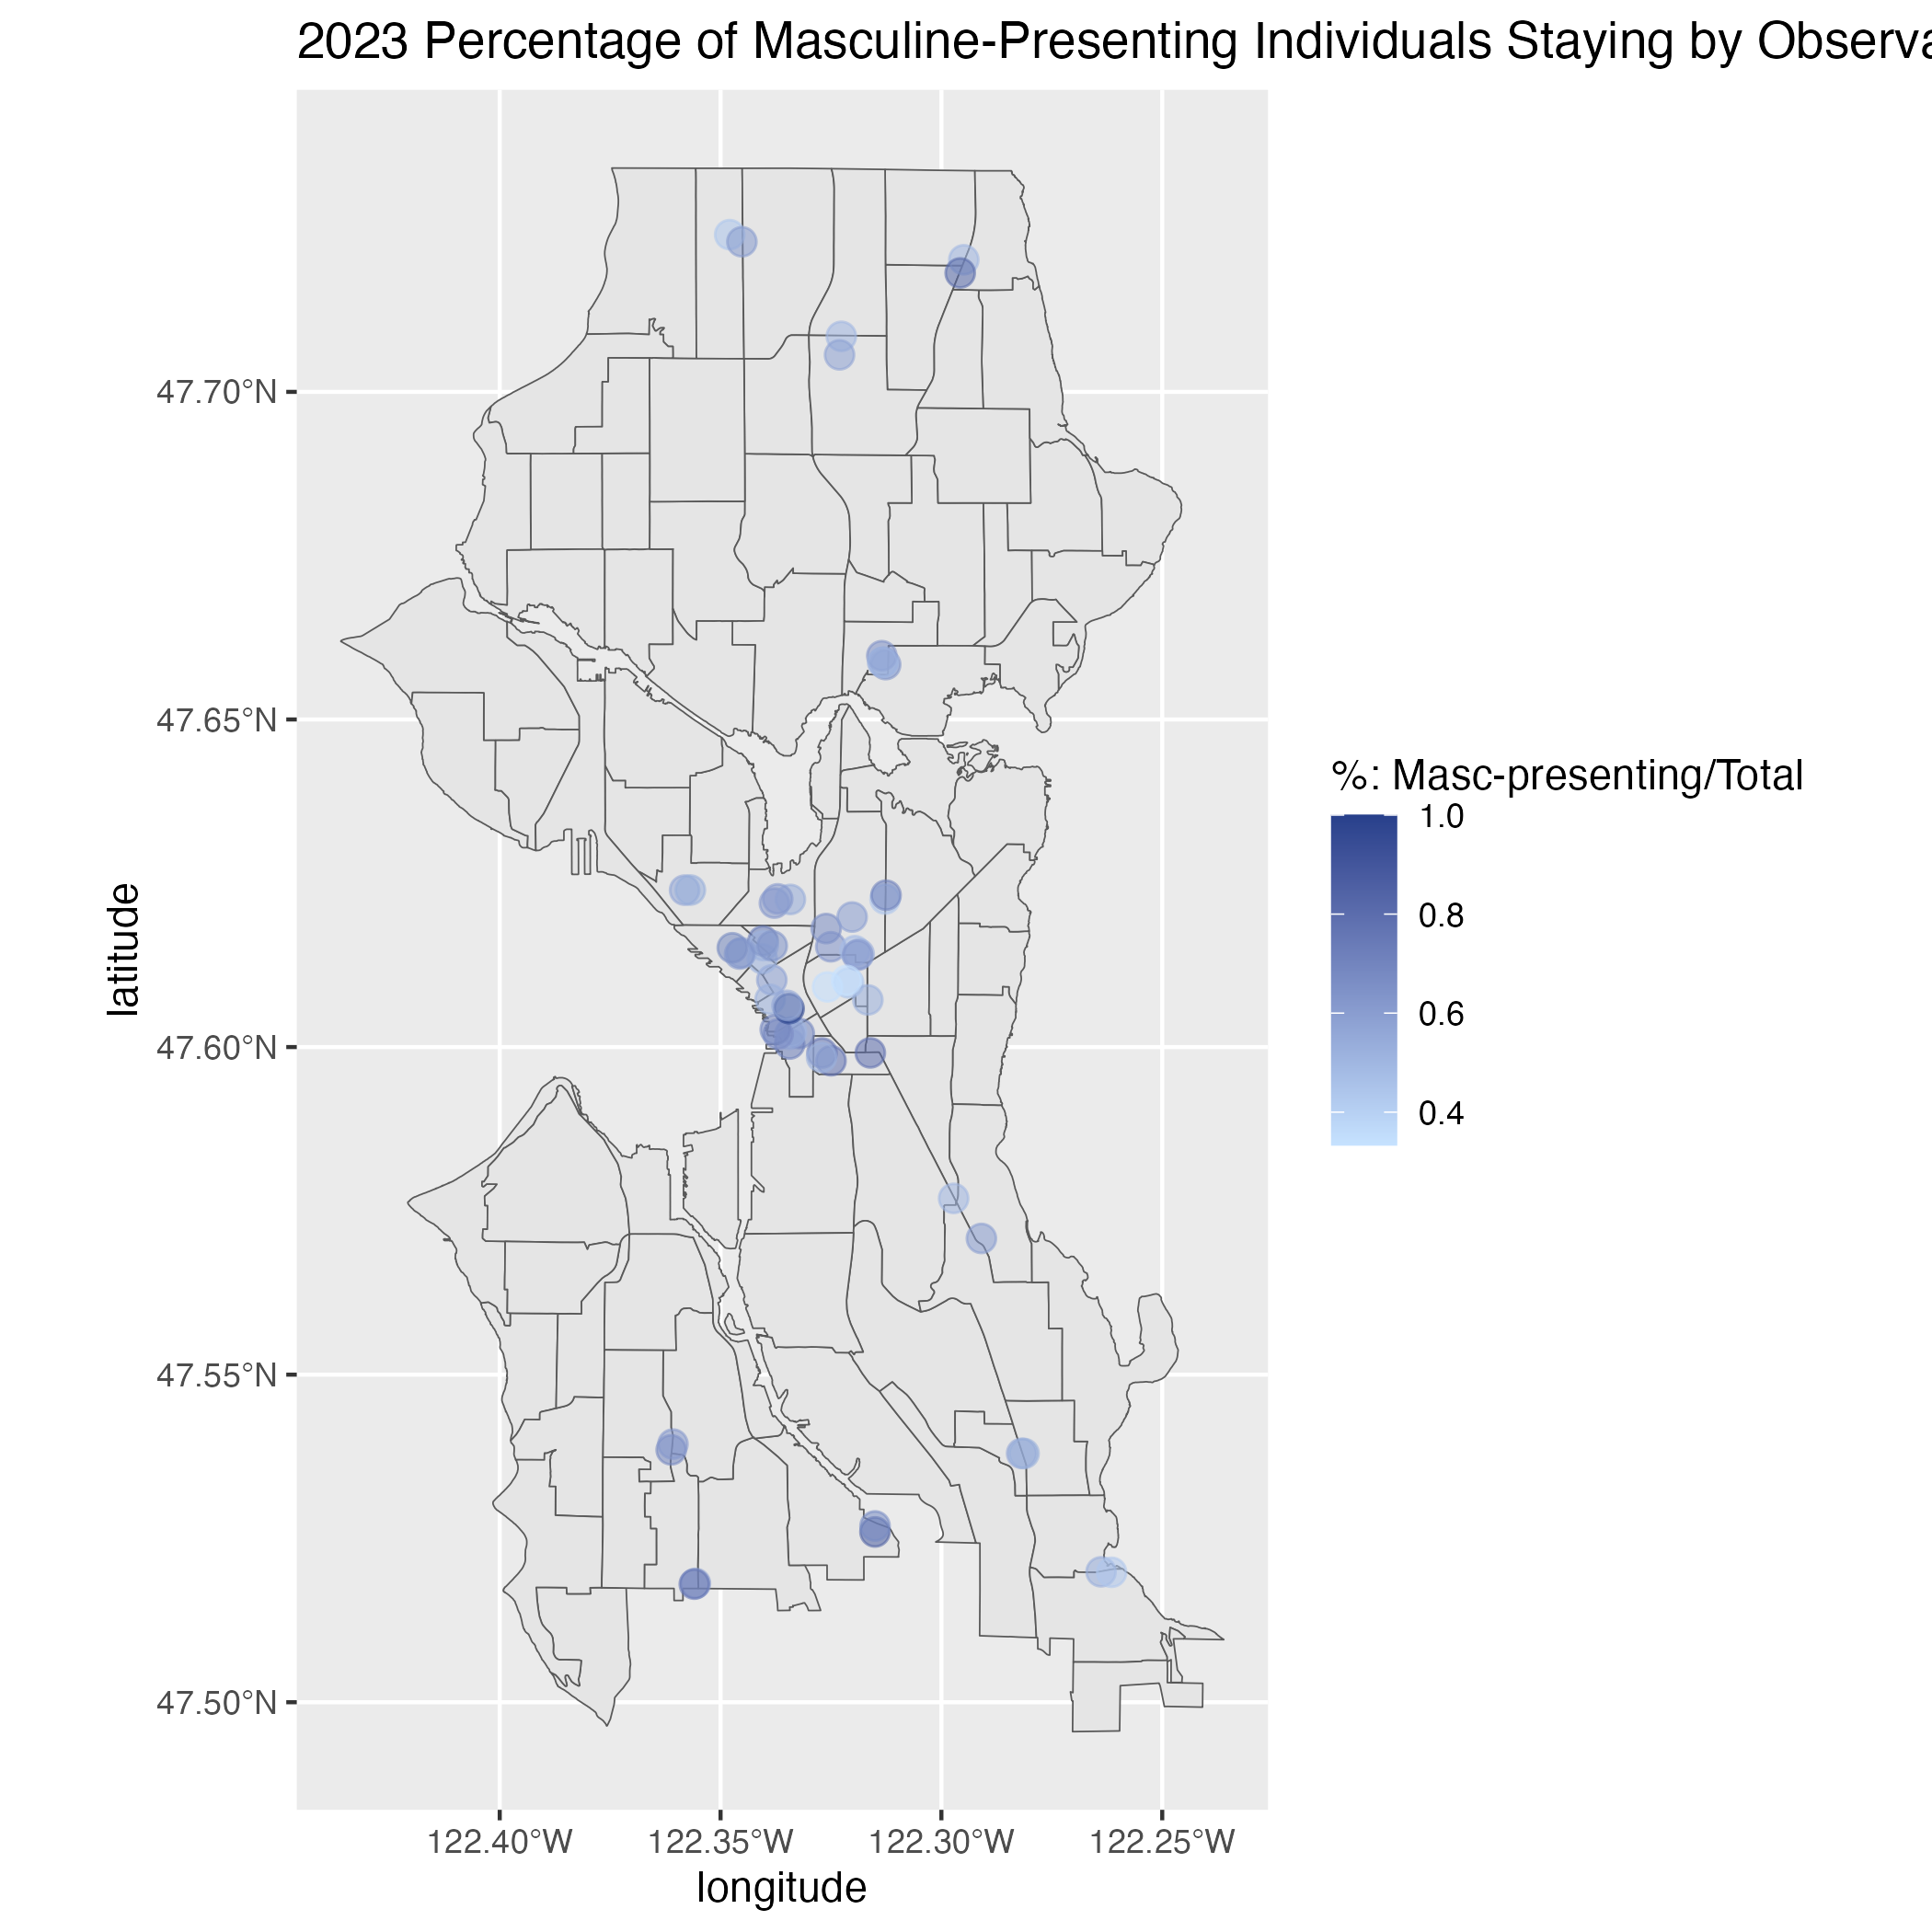 2023 Percentage of Masculine-Presenting Individuals Staying by Observa
47.70°N
47.65°N
47.60°N
47.55°N
47.50°N
latitude
122.40°W 122.35°W 122.30°W 122.25°W
longitude
%: Masc-presenting/Total
1.0
0.8
0.6
0.4